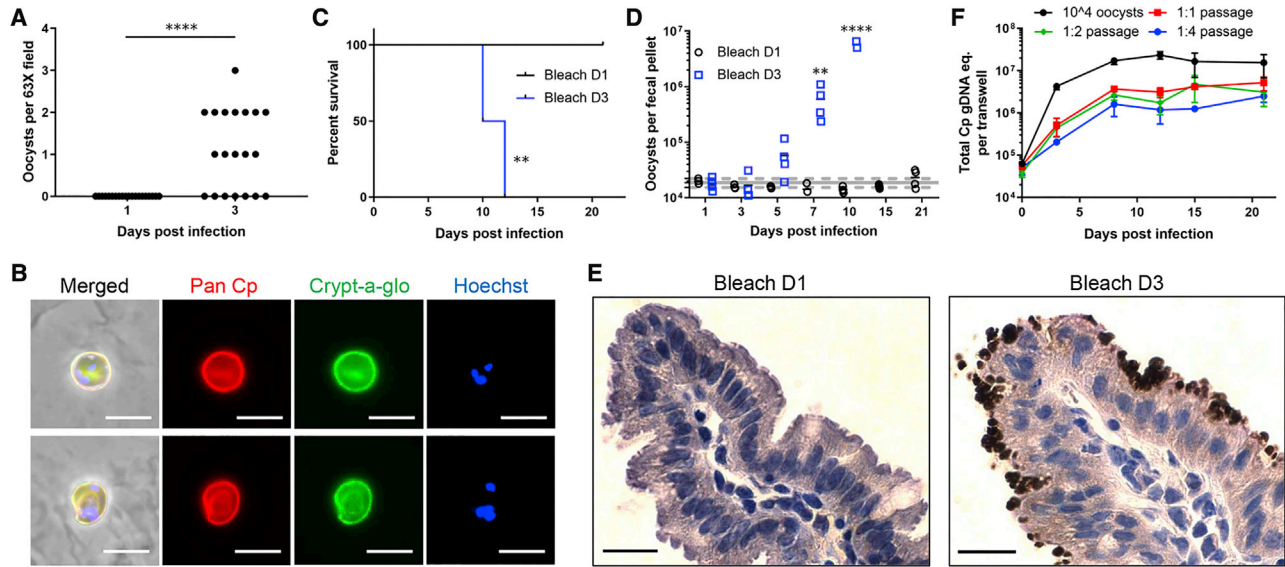 A
****
Oocysts per 63X field
4
3
2
1
0
1
3
Days post infection
B
Merged
Pan Cp
Crypt-a-glo
Hoechst
C
Percent survival
100
50
0
Bleach D1
Bleach D3
**
0
5
10
15
20
Days post infection
D
Oocysts per fecal pellet
10^7
10^6
10^5
10^4
Bleach D1
Bleach D3
**
****
1
3
5
7
10
15
21
Days post infection
F
10^4 oocysts
1:1 passage
1:2 passage
1:4 passage
Total Cp gDNA eq.
per transwell
10^8
10^7
10^6
10^5
10^4
0
5
10
15
20
Days post infection
E
Bleach D1
Bleach D3